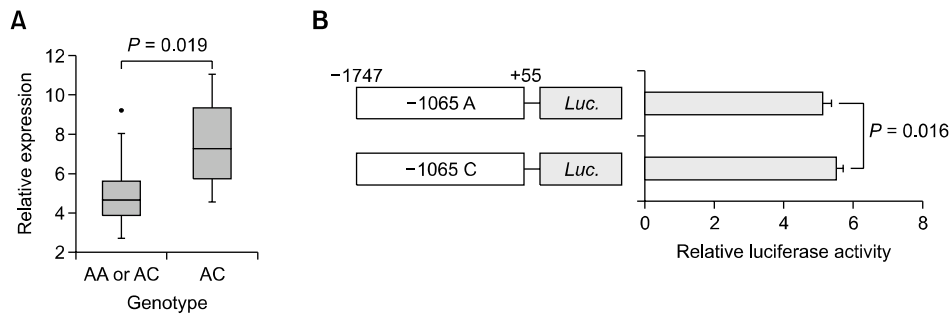 A
P = 0.019
Relative expression
12
10
8
6
4
2
AA or AC
AC
Genotype
B
−1747
+55
−1065 A
Luc.
−1065 C
Luc.
P = 0.016
0
2
4
6
8
Relative luciferase activity